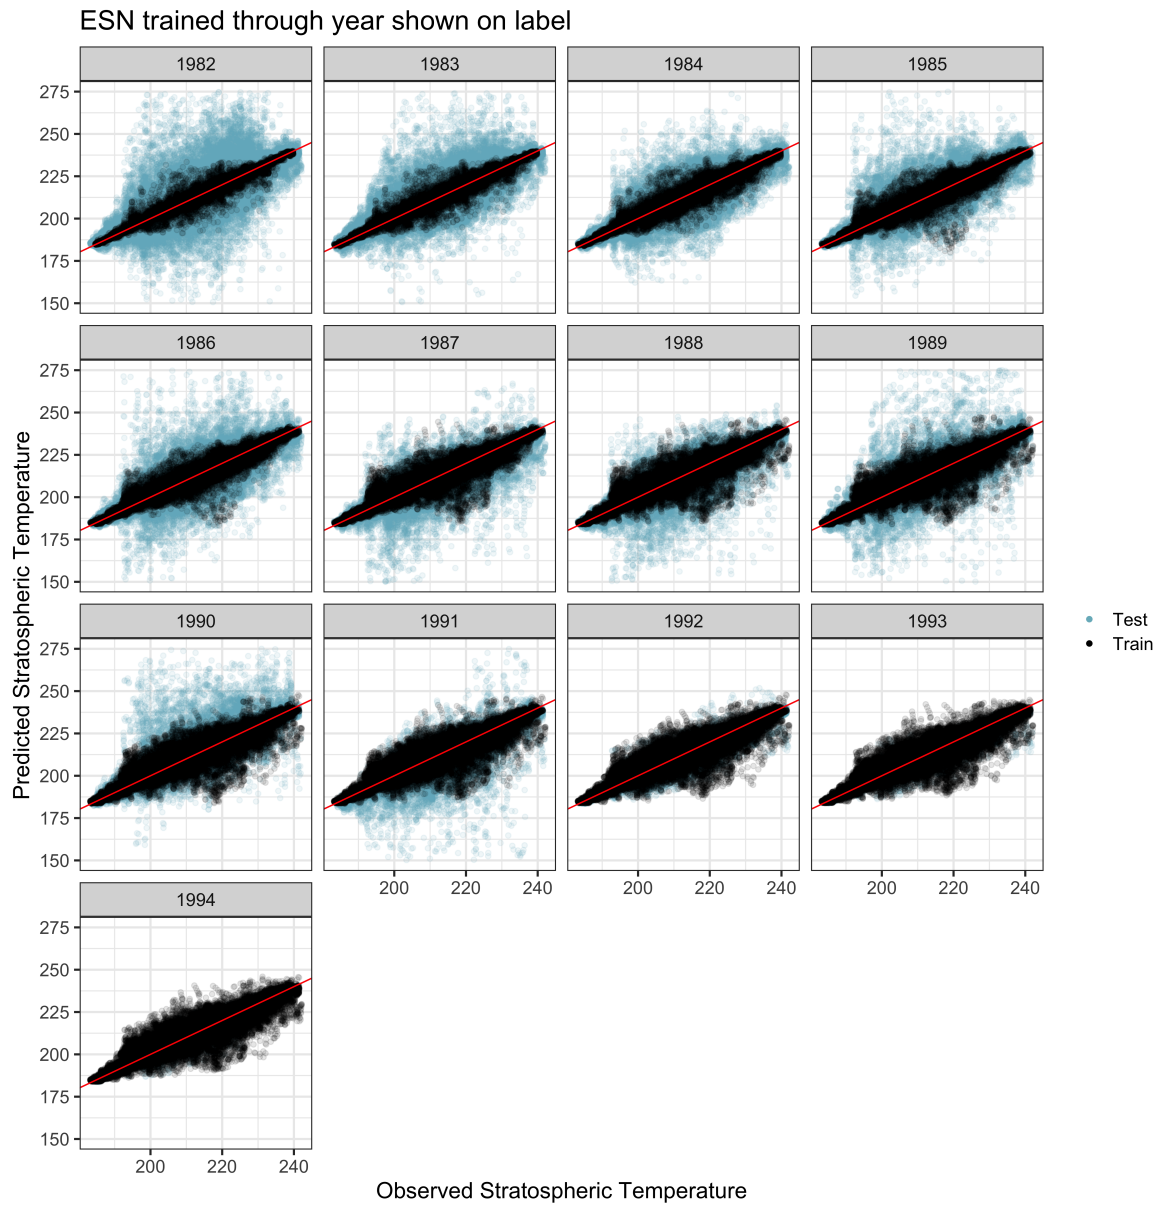 ESN trained through year shown on label
1982 1983 1984 1985
275
250
225
200
175
150
1986 1987 1988 1989
275
250
225
200
175
150
Predicted Stratospheric Temperature
Test
Train
1990 1991 1992 1993
275
250
225
200
175
150
200 220 240 200 220 240 200 220 240
1994
275
250
225
200
175
150
200 220 240
Observed Stratospheric Temperature